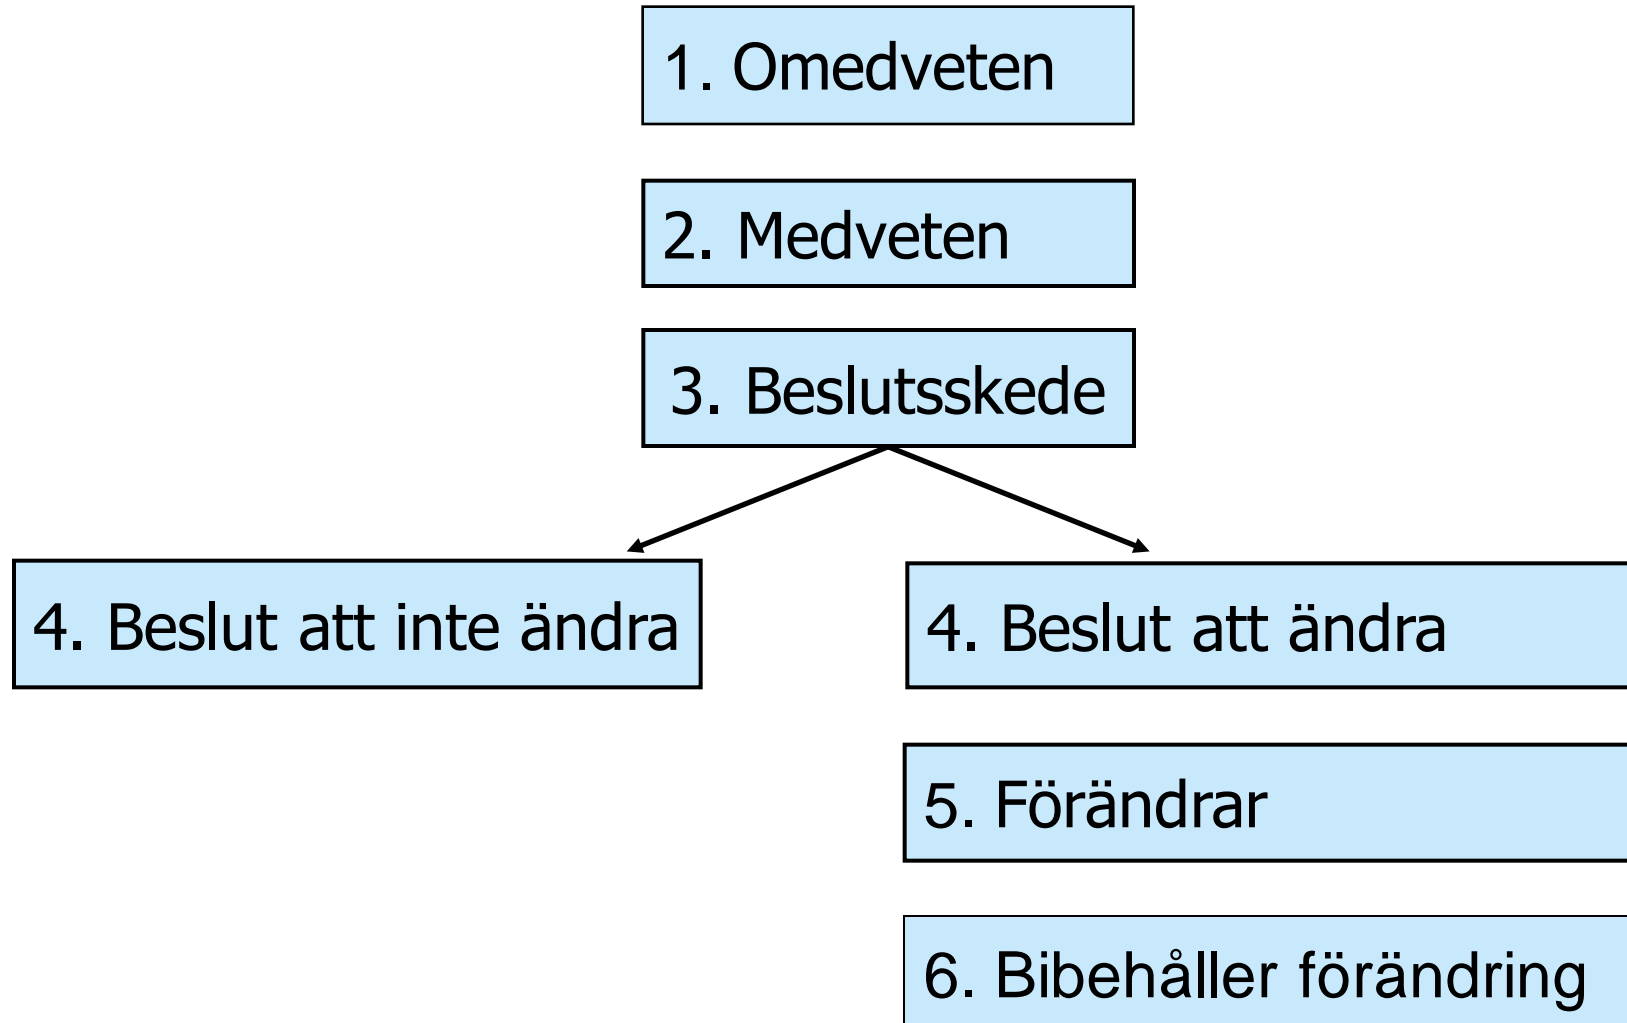 1. Omedveten
2. Medveten
3. Beslutsskede
4. Beslut att inte ändra
4. Beslut att ändra
5. Förändrar
6. Bibehåller förändring